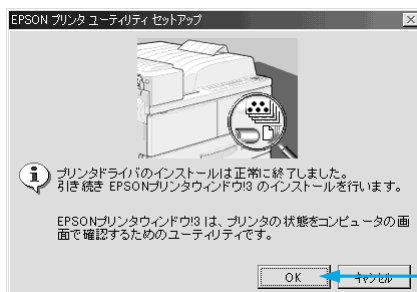 EPSON プリンタ ユーティリティ セットアップ
プリンタドライバのインストールは正常に終了しました。
引き続き EPSONプリンタウィンドウ!3 のインストールを行います。
EPSONプリンタウィンドウ!3 は、プリンタの状態をコンピュータの画
面で確認するためのユーティリティです。
OK キャンセル